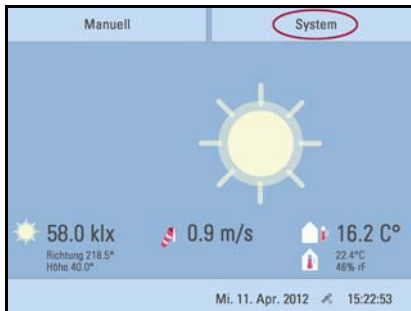 Manuell System
58.0 klx 0.9 m/s 16.2 C°
Richtung 218.5° 22.4°C
Höhe 40.0° 46% rF
Mi. 11. Apr. 2012 15:22:53